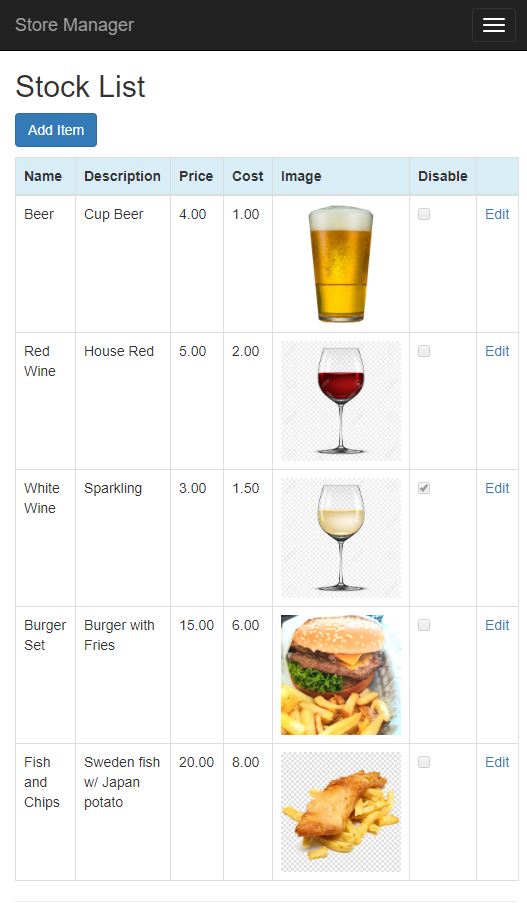 Store Manager
Stock List
Add Item
Name Description Price Cost Image Disable
Beer Cup Beer 4.00 1.00 Edit
Red House Red 5.00 2.00 Edit
Wine
White Sparkling 3.00 1.50 Edit
Wine
Burger Burger with 15.00 6.00 Edit
Set Fries
Fish Sweden fish 20.00 8.00 Edit
and w/ Japan
Chips potato